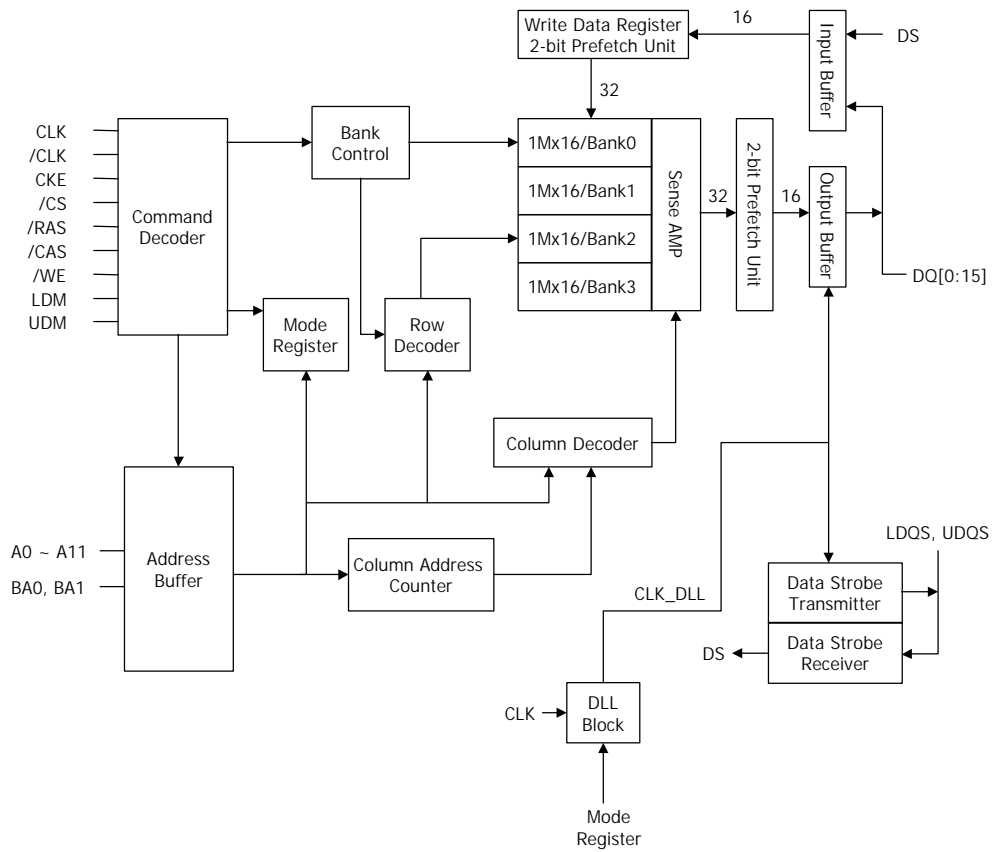 Write Data Register
2-bit Prefetch Unit
16
Input Buffer
DS
32
CLK
/CLK
CKE
/CS
/RAS
/CAS
/WE
LDM
UDM
Command
Decoder
Bank
Control
1Mx16/Bank0
1Mx16/Bank1
1Mx16/Bank2
1Mx16/Bank3
Sense AMP
32
2-bit Prefetch Unit
16
Output Buffer
DQ[0:15]
Mode
Register
Row
Decoder
Column Decoder
A0 ~ A11
BA0, BA1
Address
Buffer
Column Address
Counter
LDQS, UDQS
CLK_DLL
Data Strobe
Transmitter
Data Strobe
Receiver
DS
CLK
DLL
Block
Mode
Register